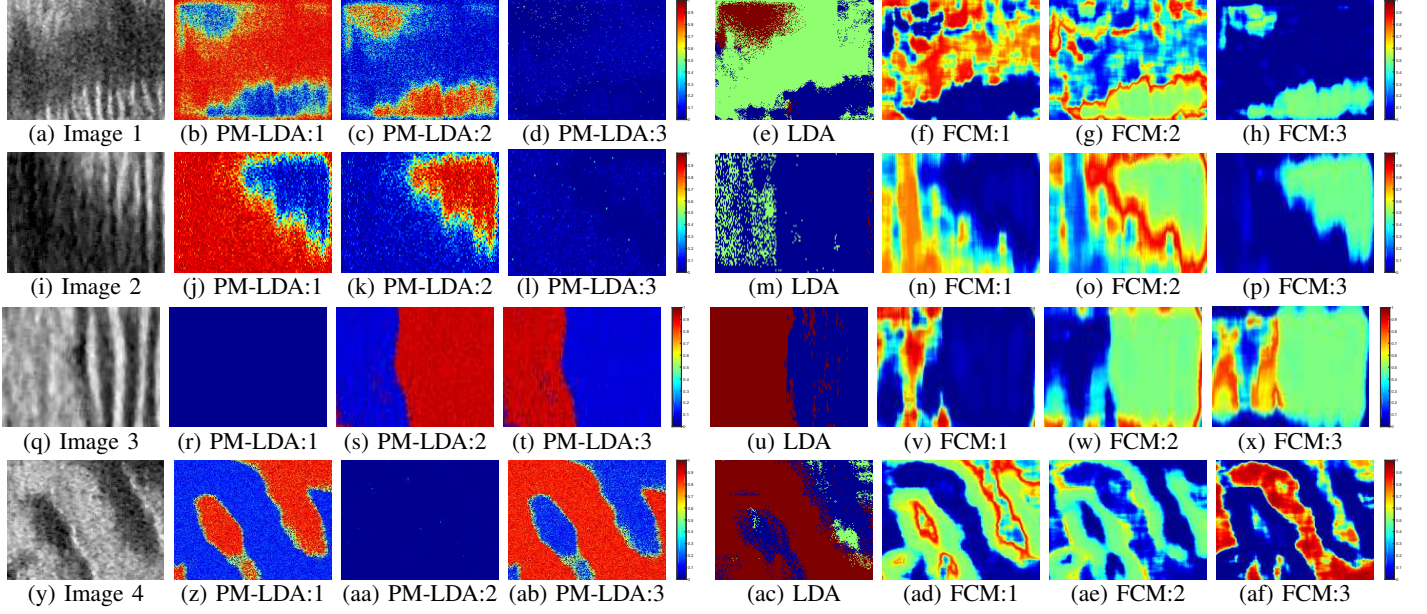 (a) Image 1 (b) PM-LDA:1 (c) PM-LDA:2 (d) PM-LDA:3 (e) LDA (f) FCM:1 (g) FCM:2 (h) FCM:3
(i) Image 2 (j) PM-LDA:1 (k) PM-LDA:2 (l) PM-LDA:3 (m) LDA (n) FCM:1 (o) FCM:2 (p) FCM:3
(q) Image 3 (r) PM-LDA:1 (s) PM-LDA:2 (t) PM-LDA:3 (u) LDA (v) FCM:1 (w) FCM:2 (x) FCM:3
(y) Image 4 (z) PM-LDA:1 (aa) PM-LDA:2 (ab) PM-LDA:3 (ac) LDA (ad) FCM:1 (ae) FCM:2 (af) FCM:3